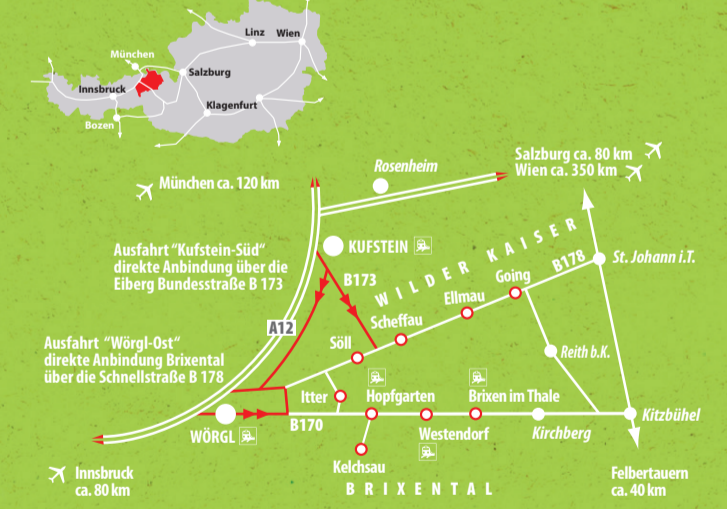 Linz
Wien
München
Salzburg
Innsbruck
Klagenfurt
Bozen
Rosenheim
Salzburg ca. 80 km
Wien ca. 350 km
München ca. 120 km
KUFSTEIN
WILDER KAISER
B178
St. Johann i.T.
Ausfahrt “Kufstein-Süd“
direkte Anbindung über die
Eiberg Bundesstraße B 173
B173
Going
Ellmau
Scheffau
A12
Söll
Reith b.K.
Ausfahrt “Wörgl-Ost“
direkte Anbindung Brixental
über die Schnellstraße B 178
Itter
Hopfgarten
Brixen im Thale
Kitzbühel
WÖRGL
B170
Westendorf
Kirchberg
Kelchsau
Innsbruck
ca. 80 km
BRIXENTAL
Felbertauern
ca. 40 km